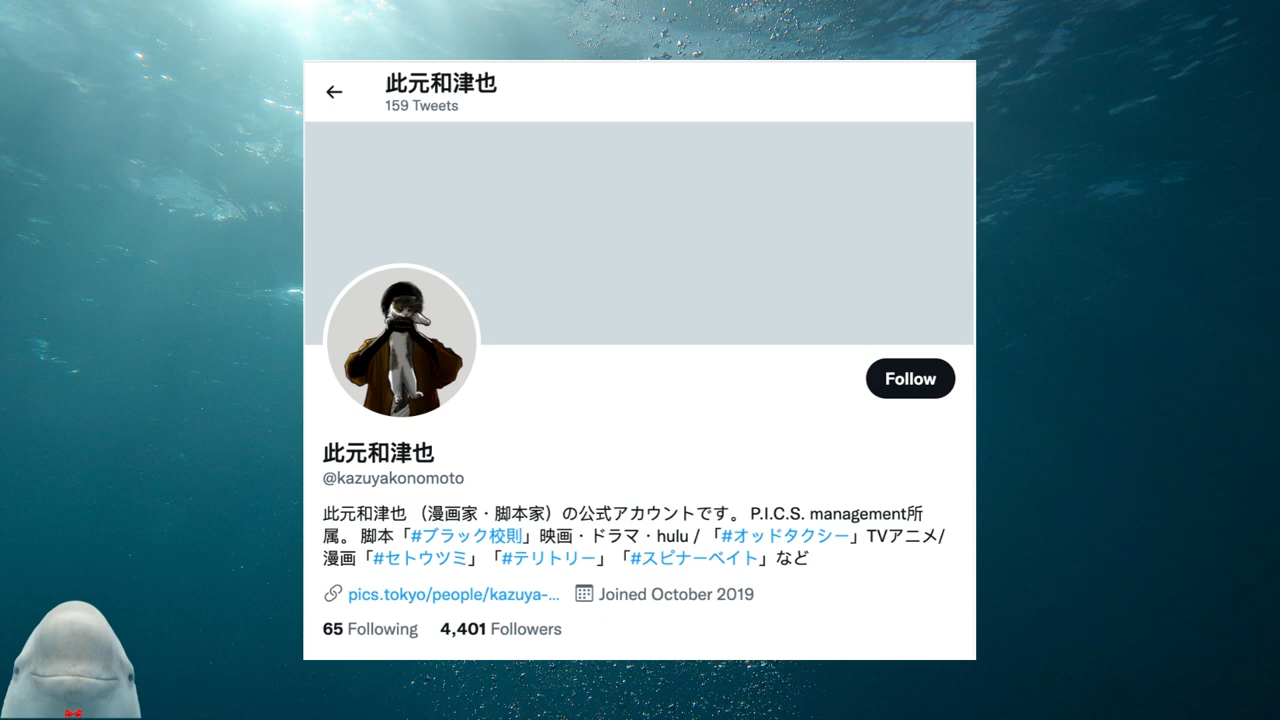 此元和津也
159 Tweets
Follow
此元和津也
@kazuyakonomoto
此元和津也 （漫画家・脚本家）の公式アカウントです。 P.I.C.S. management所
属。 脚本「#ブラック校則」映画・ドラマ・hulu / 「#オッドタクシー」TVアニメ/
漫画「#セトウツミ」「#テリトリー」「#スピナーベイト」など
pics.tokyo/people/kazuya-... Joined October 2019
65 Following 4,401 Followers